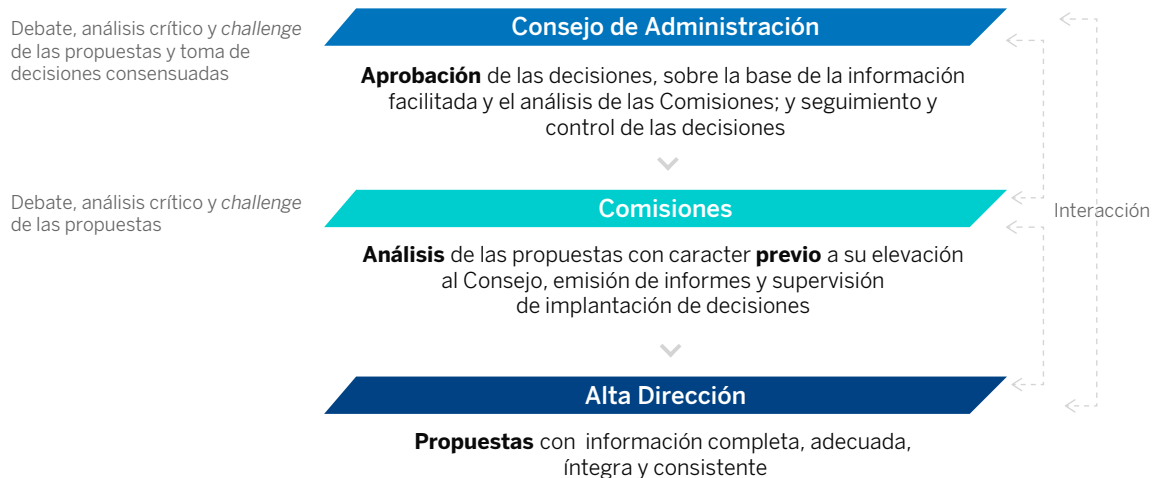 Debate, análisis crítico y challenge
de las propuestas y toma de
decisiones consensuadas
Consejo de Administración
Aprobación de las decisiones, sobre la base de la información
facilitada y el análisis de las Comisiones; y seguimiento y
control de las decisiones
Debate, análisis crítico y challenge
de las propuestas
Comisiones
Interacción
Análisis de las propuestas con caracter previo a su elevación
al Consejo, emisión de informes y supervisión
de implantación de decisiones
Alta Dirección
Propuestas con información completa, adecuada,
íntegra y consistente